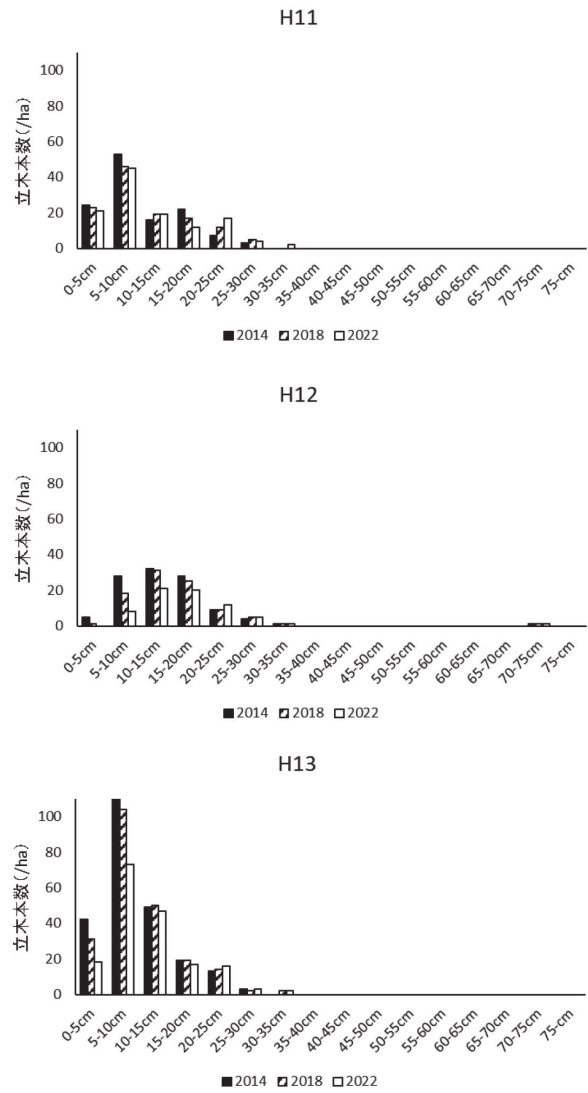 H11
立木本数(/ha)
100
80
60
40
20
0
0-5cm
5-10cm
10-15cm
15-20cm
20-25cm
25-30cm
30-35cm
35-40cm
40-45cm
45-50cm
50-55cm
55-60cm
60-65cm
65-70cm
70-75cm
75-cm
2014 2018 2022
H12
立木本数(/ha)
100
80
60
40
20
0
0-5cm
5-10cm
10-15cm
15-20cm
20-25cm
25-30cm
30-35cm
35-40cm
40-45cm
45-50cm
50-55cm
55-60cm
60-65cm
65-70cm
70-75cm
75-cm
2014 2018 2022
H13
立木本数(/ha)
100
80
60
40
20
0
0-5cm
5-10cm
10-15cm
15-20cm
20-25cm
25-30cm
30-35cm
35-40cm
40-45cm
45-50cm
50-55cm
55-60cm
60-65cm
65-70cm
70-75cm
75-cm
2014 2018 2022